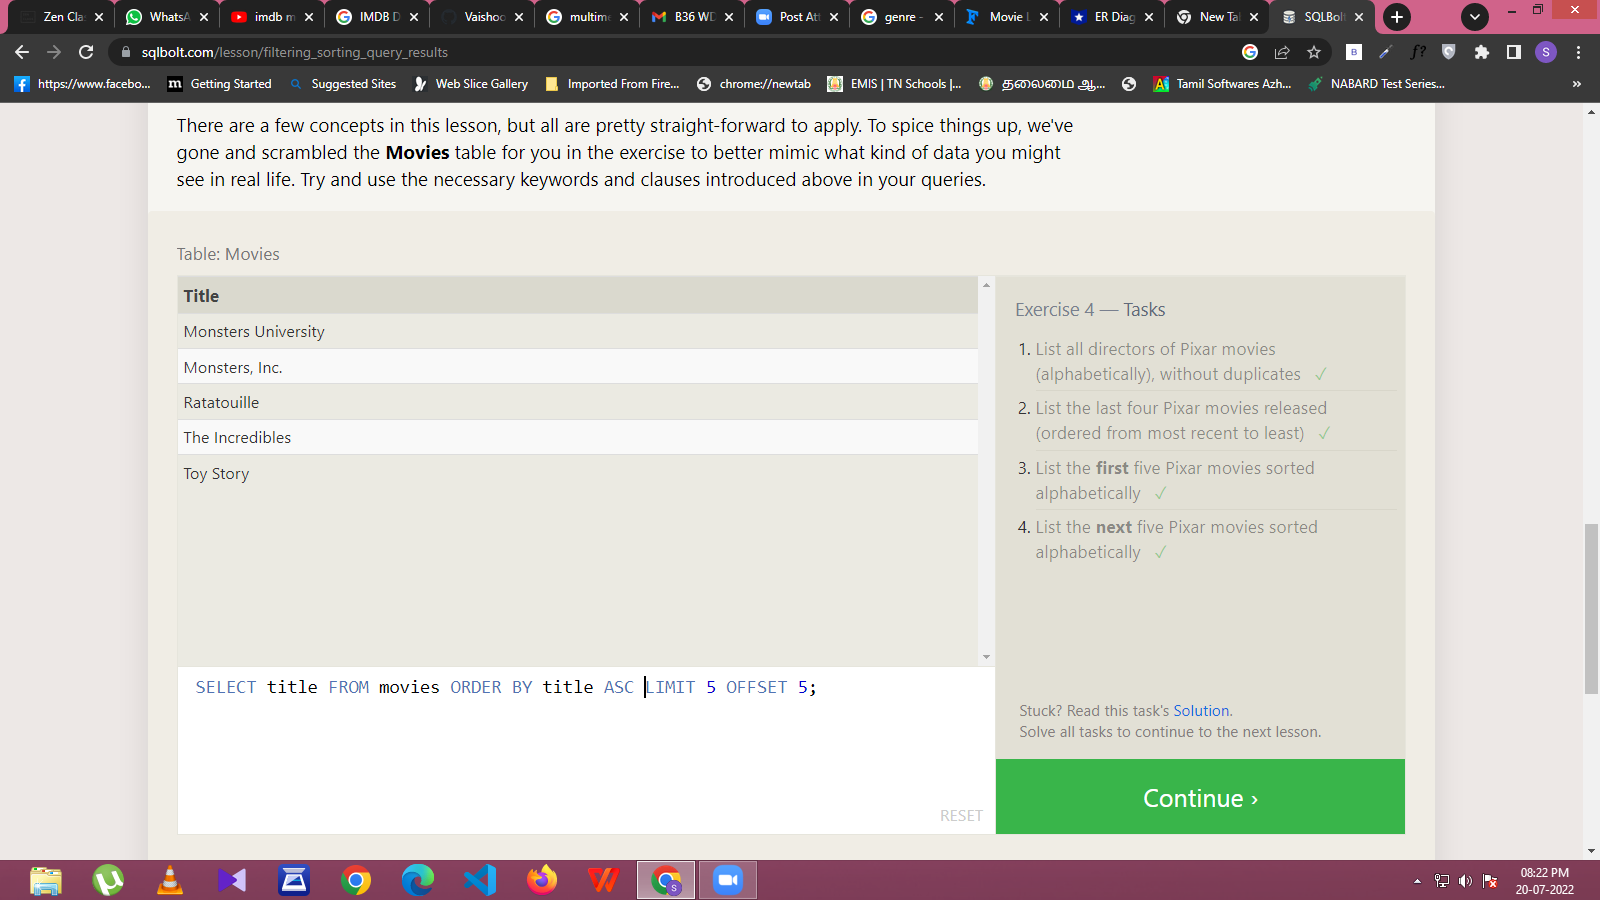 Zen Cla
WhatsA
imdb m
IMDB D
Vaishoo
multime
B36 WD
Post Att
genre -
Movie L
ER Diag
New Tab
SQLBolt
sqlbolt.com/lesson/filtering_sorting_query_results
https://www.facebo...
Getting Started
Suggested Sites
Web Slice Gallery
Imported From Fire...
chrome://newtab
EMIS | TN Schools |...
தலைமை ஆ...
Tamil Softwares Azh...
NABARD Test Series...
»
There are a few concepts in this lesson, but all are pretty straight-forward to apply. To spice things up, we've
gone and scrambled the Movies table for you in the exercise to better mimic what kind of data you might
see in real life. Try and use the necessary keywords and clauses introduced above in your queries.
Table: Movies
Title
Monsters University
Monsters, Inc.
Ratatouille
The Incredibles
Toy Story
SELECT title FROM movies ORDER BY title ASC LIMIT 5 OFFSET 5;
RESET
Exercise 4 — Tasks
1. List all directors of Pixar movies
(alphabetically), without duplicates ✓
2. List the last four Pixar movies released
(ordered from most recent to least) ✓
3. List the first five Pixar movies sorted
alphabetically ✓
4. List the next five Pixar movies sorted
alphabetically ✓
Stuck? Read this task's Solution.
Solve all tasks to continue to the next lesson.
Continue ›
08:22 PM
20-07-2022